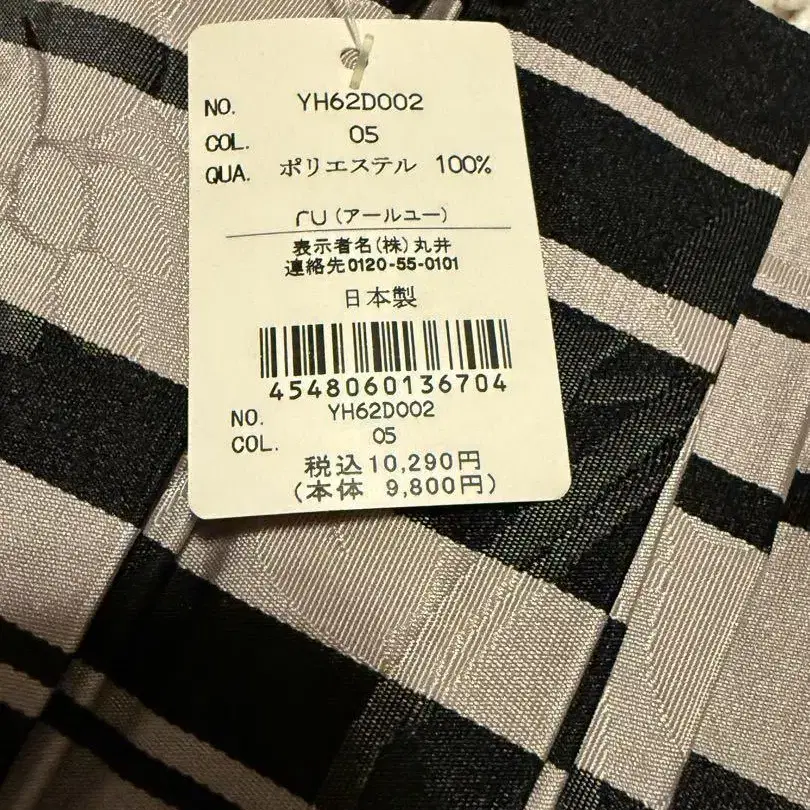 NO. YH62D002
COL. 05
QUA. ポリエステル 100%
ru (アールユー)
表示者名(株)丸井
連絡先0120-55-0101
日本製
4548060136704
NO. YH62D002
COL. 05
税込10,290円
(本体 9,800円)